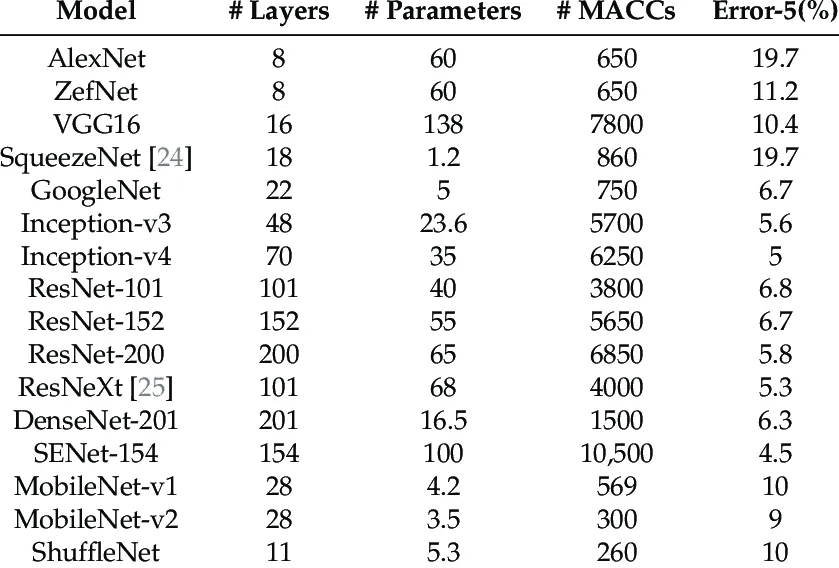 Model # Layers # Parameters # MACCs Error-5(%)
AlexNet 8 60 650 19.7
ZefNet 8 60 650 11.2
VGG16 16 138 7800 10.4
SqueezeNet [24] 18 1.2 860 19.7
GoogleNet 22 5 750 6.7
Inception-v3 48 23.6 5700 5.6
Inception-v4 70 35 6250 5
ResNet-101 101 40 3800 6.8
ResNet-152 152 55 5650 6.7
ResNet-200 200 65 6850 5.8
ResNeXt [25] 101 68 4000 5.3
DenseNet-201 201 16.5 1500 6.3
SENet-154 154 100 10,500 4.5
MobileNet-v1 28 4.2 569 10
MobileNet-v2 28 3.5 300 9
ShuffleNet 11 5.3 260 10